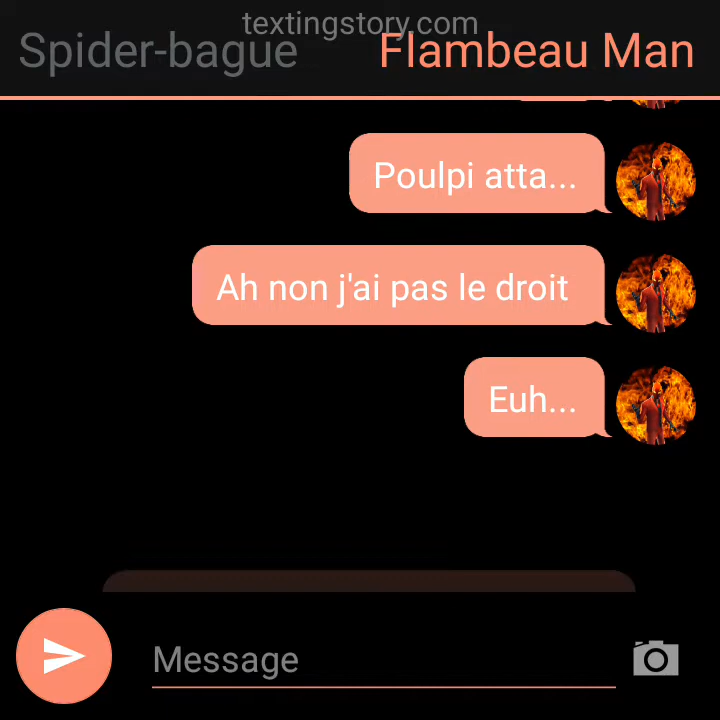 textingstory.com
Spider-bague Flambeau Man
Poulpi atta...
Ah non j'ai pas le droit
Euh...
Message